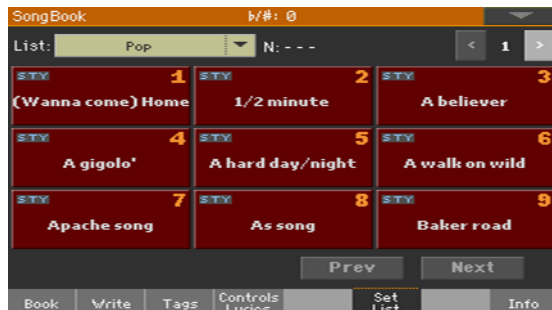 SongBook ♭/#: 0
List: Pop N: - - -
< 1 >
STY 1 STY 2 STY 3
(Wanna come) Home 1/2 minute A believer
STY 4 STY 5 STY 6
A gigolo' A hard day/night A walk on wild
STY 7 STY 8 STY 9
Apache song As song Baker road
Prev Next
Book Write Tags Controls Set Info
Lyrics List